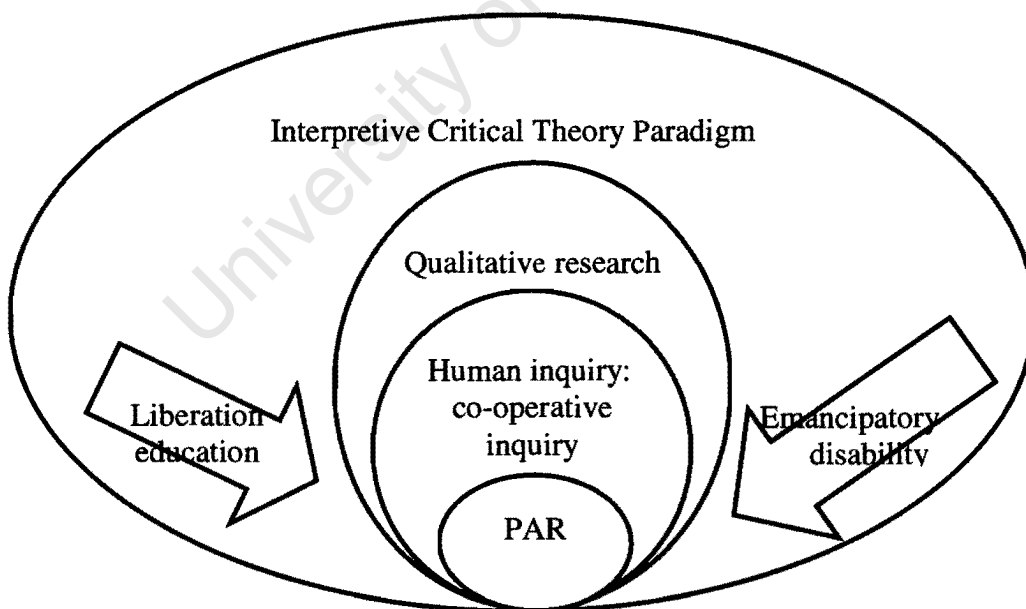 University of
Interpretive Critical Theory Paradigm
Qualitative research
Human inquiry:
co-operative
inquiry
Liberation
education
Emancipatory
disability
PAR